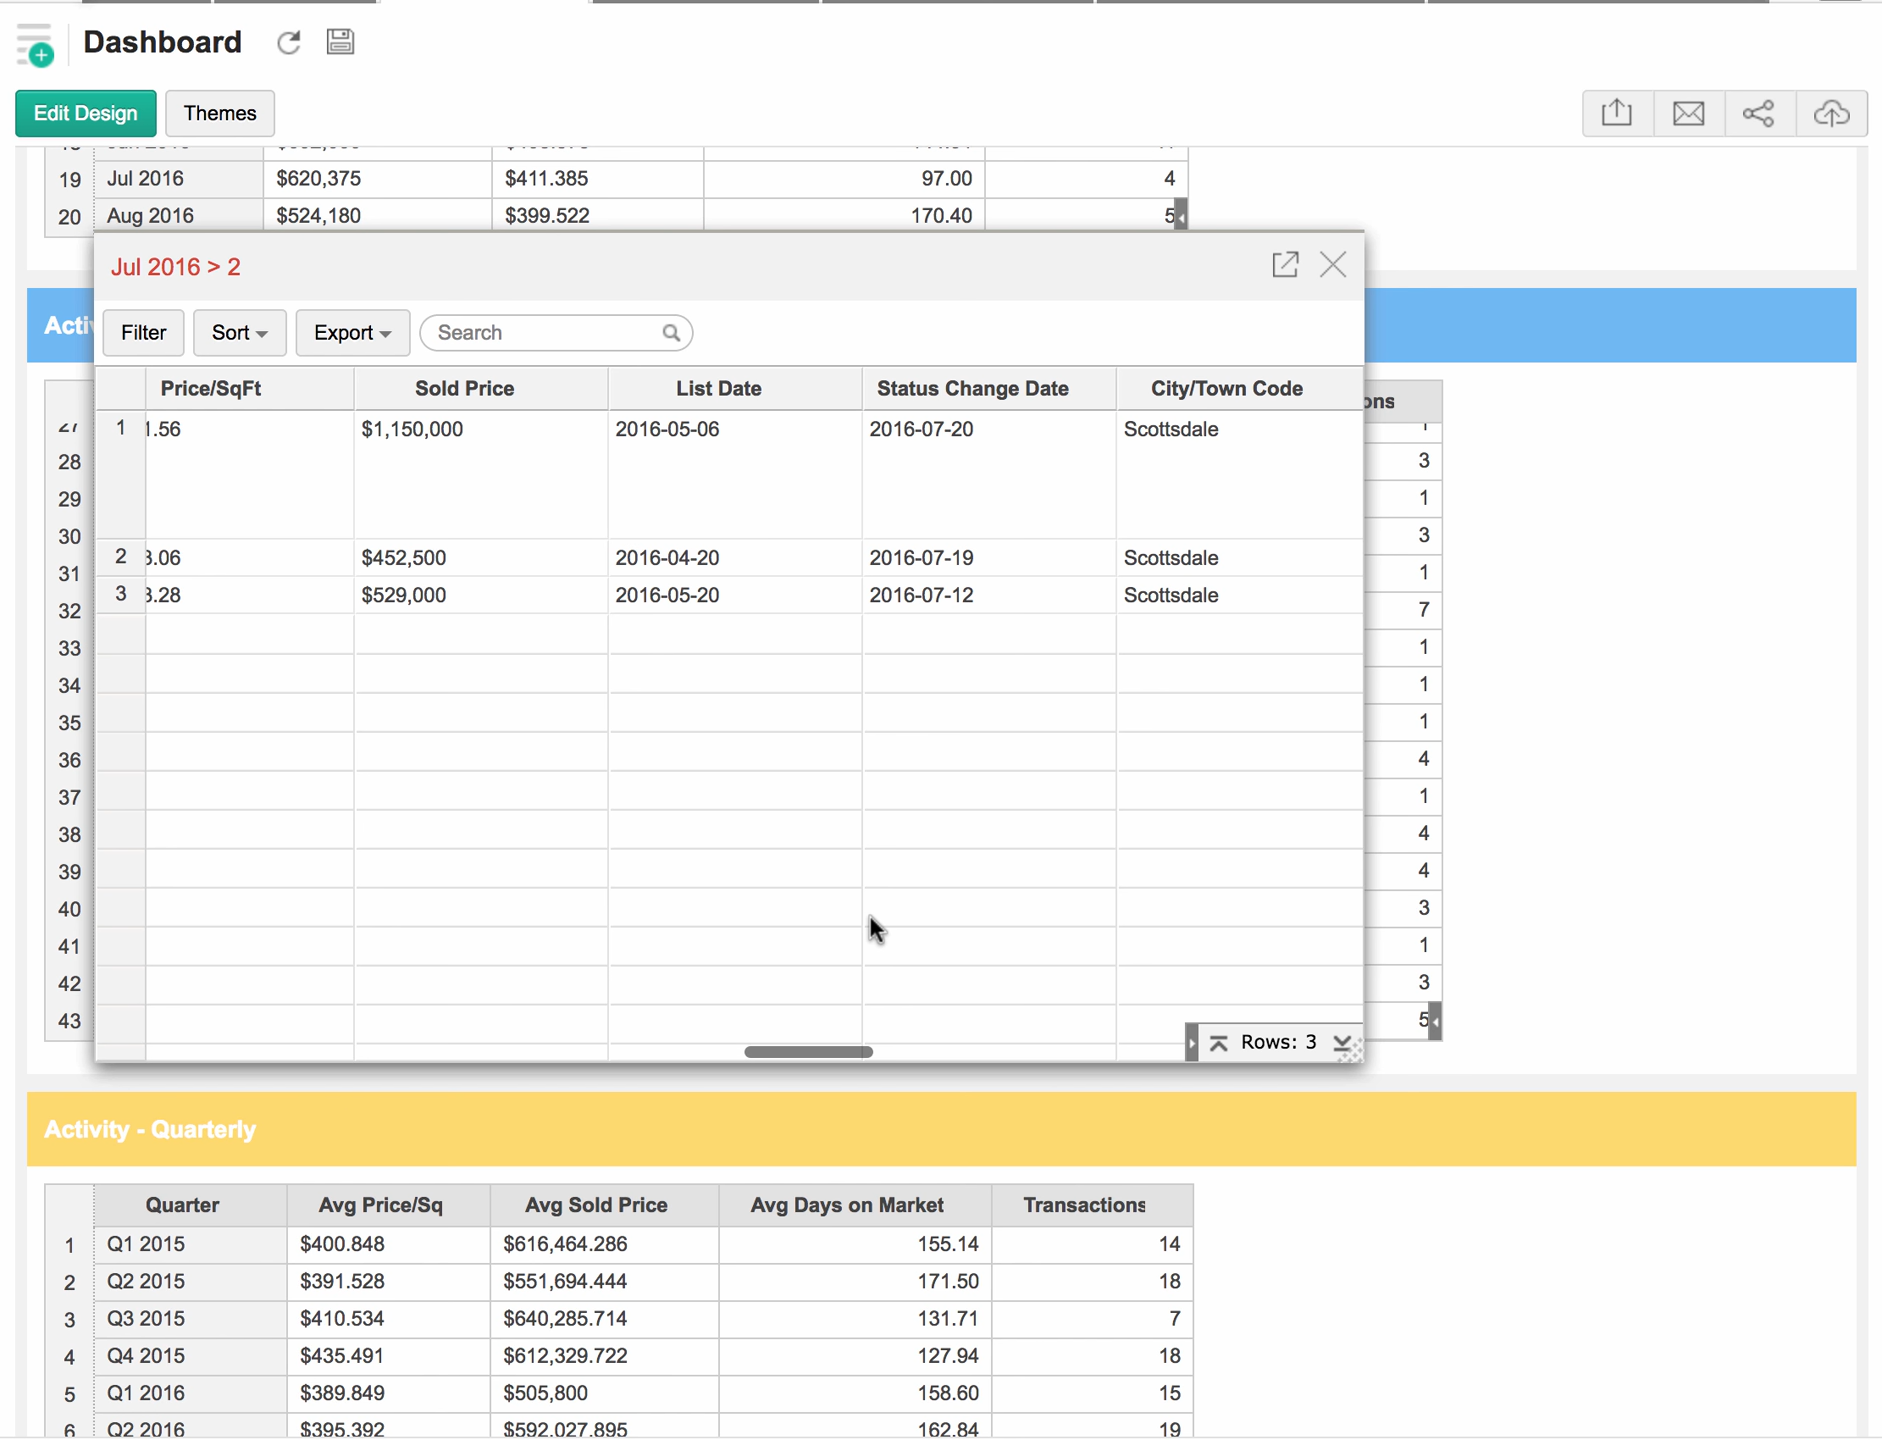 Dashboard
Edit Design Themes
19 Jul 2016 $620,375 $411.385 97.00 4
20 Aug 2016 $524,180 $399.522 170.40 5
Jul 2016 > 2
Filter Sort Export Search
Price/SqFt Sold Price List Date Status Change Date City/Town Code
1 1.56 $1,150,000 2016-05-06 2016-07-20 Scottsdale
2 3.06 $452,500 2016-04-20 2016-07-19 Scottsdale
3 3.28 $529,000 2016-05-20 2016-07-12 Scottsdale
Rows: 3
Acti
ons
27 1
28 3
29 1
30 3
31 1
32 7
33 1
34 1
35 1
36 4
37 1
38 4
39 4
40 3
41 1
42 3
43 5
Activity - Quarterly
Quarter Avg Price/Sq Avg Sold Price Avg Days on Market Transactions
1 Q1 2015 $400.848 $616,464.286 155.14 14
2 Q2 2015 $391.528 $551,694.444 171.50 18
3 Q3 2015 $410.534 $640,285.714 131.71 7
4 Q4 2015 $435.491 $612,329.722 127.94 18
5 Q1 2016 $389.849 $505,800 158.60 15
6 Q2 2016 $395.392 $592,027.895 162.84 19